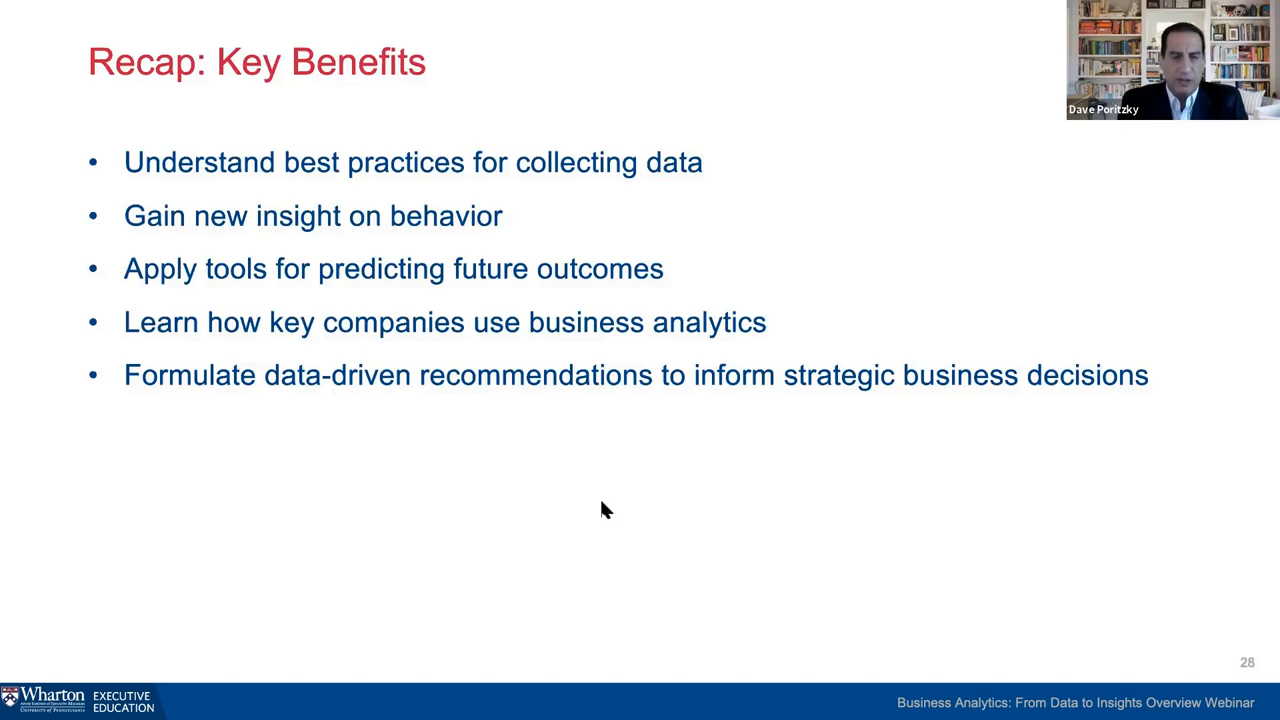 Recap: Key Benefits
Dave Poritzky
• Understand best practices for collecting data
• Gain new insight on behavior
• Apply tools for predicting future outcomes
• Learn how key companies use business analytics
• Formulate data-driven recommendations to inform strategic business decisions
28
Wharton
UNIVERSITY of PENNSYLVANIA
EXECUTIVE
EDUCATION
Business Analytics: From Data to Insights Overview Webinar